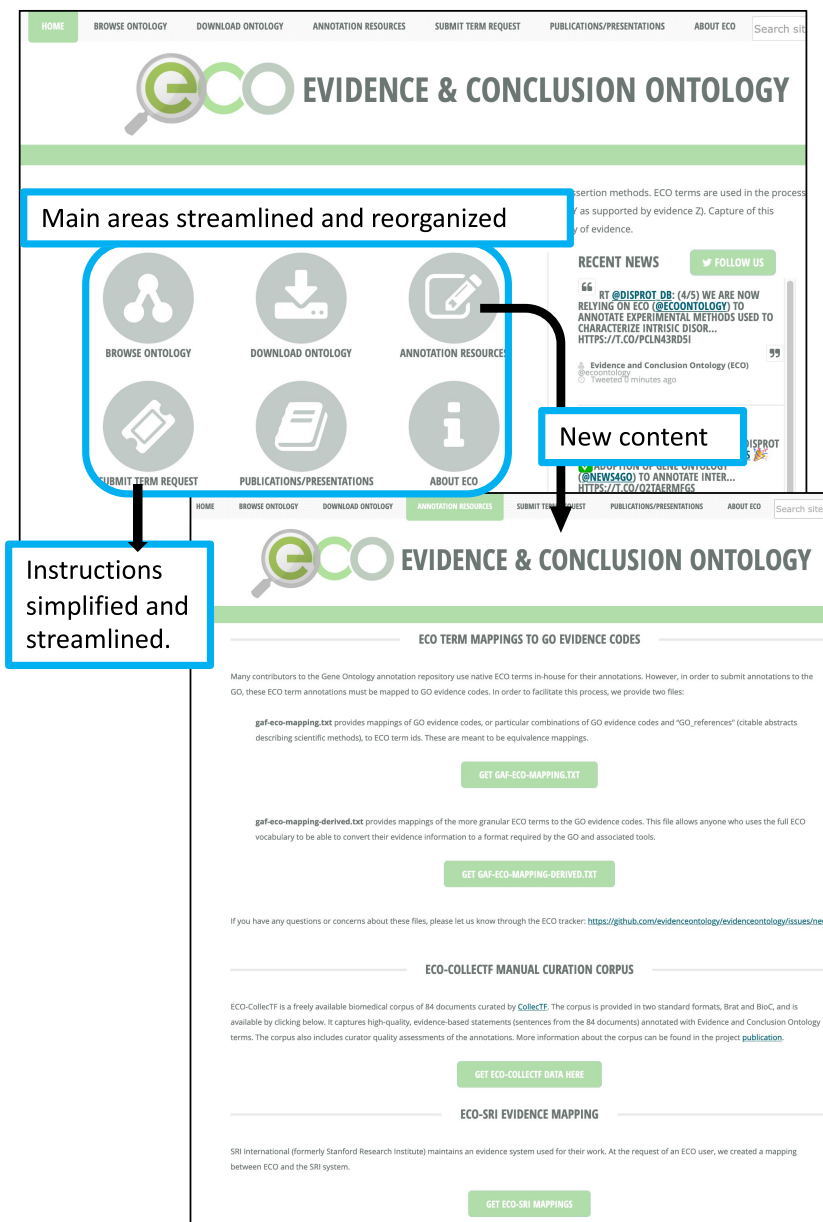 HOME BROWSE ONTOLOGY DOWNLOAD ONTOLOGY ANNOTATION RESOURCES SUBMIT TERM REQUEST PUBLICATIONS/PRESENTATIONS ABOUT ECO Search sit
eco EVIDENCE & CONCLUSION ONTOLOGY
ssertion methods. ECO terms are used in the process
Y as supported by evidence Z). Capture of this
y of evidence.
Main areas streamlined and reorganized
RECENT NEWS FOLLOW US
RT @DISPROT_DB: (4/5) WE ARE NOW
RELYING ON ECO (@ECOONTOLOGY) TO
ANNOTATE EXPERIMENTAL METHODS USED TO
CHARACTERIZE INTRISIC DISOR...
HTTPS://T.CO/PCLN43RD5I
Evidence and Conclusion Ontology (ECO)
@ecoontology
Tweeted 0 minutes ago
BROWSE ONTOLOGY DOWNLOAD ONTOLOGY ANNOTATION RESOURCES
New content
DISPROT
ADOPTION OF GENE ONTOLOGY
(@NEWS4GO) TO ANNOTATE INTER...
HTTPS://T.CO/O2TAERMFGS
SUBMIT TERM REQUEST PUBLICATIONS/PRESENTATIONS ABOUT ECO
Instructions
simplified and
streamlined.
HOME BROWSE ONTOLOGY DOWNLOAD ONTOLOGY ANNOTATION RESOURCES SUBMIT TERM REQUEST PUBLICATIONS/PRESENTATIONS ABOUT ECO Search site
eco EVIDENCE & CONCLUSION ONTOLOGY
ECO TERM MAPPINGS TO GO EVIDENCE CODES
Many contributors to the Gene Ontology annotation repository use native ECO terms in-house for their annotations. However, in order to submit annotations to the
GO, these ECO term annotations must be mapped to GO evidence codes. In order to facilitate this process, we provide two files:
gaf-eco-mapping.txt provides mappings of GO evidence codes, or particular combinations of GO evidence codes and "GO_references" (citable abstracts
describing scientific methods), to ECO term ids. These are meant to be equivalence mappings.
GET GAF-ECO-MAPPING.TXT
gaf-eco-mapping-derived.txt provides mappings of the more granular ECO terms to the GO evidence codes. This file allows anyone who uses the full ECO
vocabulary to be able to convert their evidence information to a format required by the GO and associated tools.
GET GAF-ECO-MAPPING-DERIVED.TXT
If you have any questions or concerns about these files, please let us know through the ECO tracker: https://github.com/evidenceontology/evidenceontology/issues/ne
ECO-COLLECTF MANUAL CURATION CORPUS
ECO-CollecTF is a freely available biomedical corpus of 84 documents curated by CollecTF. The corpus is provided in two standard formats, Brat and BioC, and is
available by clicking below. It captures high-quality, evidence-based statements (sentences from the 84 documents) annotated with Evidence and Conclusion Ontology
terms. The corpus also includes curator quality assessments of the annotations. More information about the corpus can be found in the project publication.
GET ECO-COLLECTF DATA HERE
ECO-SRI EVIDENCE MAPPING
SRI International (formerly Stanford Research Institute) maintains an evidence system used for their work. At the request of an ECO user, we created a mapping
between ECO and the SRI system.
GET ECO-SRI MAPPINGS